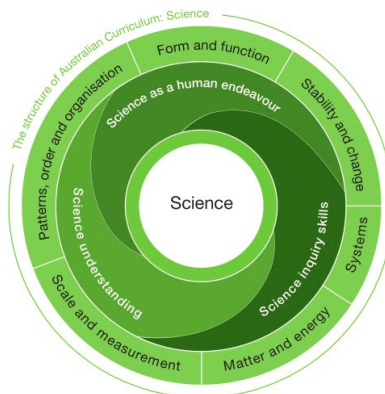 The structure of Australian Curriculum: Science
Patterns, order and organisation
Form and function
Stability and change
Systems
Matter and energy
Scale and measurement
Science as a human endeavour
Science inquiry skills
Science understanding
Science